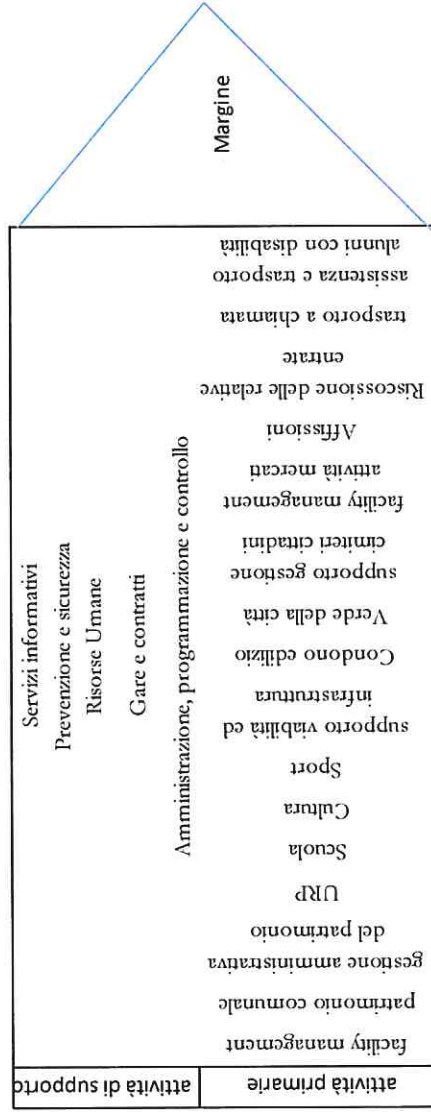 attività di supporto
Servizi informativi
Prevenzione e sicurezza
Risorse Umane
Gare e contratti
Amministrazione, programmazione e controllo
attività primarie
facility management
patrimonio comunale
gestione amministrativa
del patrimonio
URP
Scuola
Cultura
Sport
supporto viabilità ed
infrastruttura
Condono edilizio
Verde della città
supporto gestione
cimiteri cittadini
facility management
attività mercati
Affissioni
Riscossione delle relative
entrate
trasporto a chiamata
assistenza e trasporto
alunni con disabilità
Margine